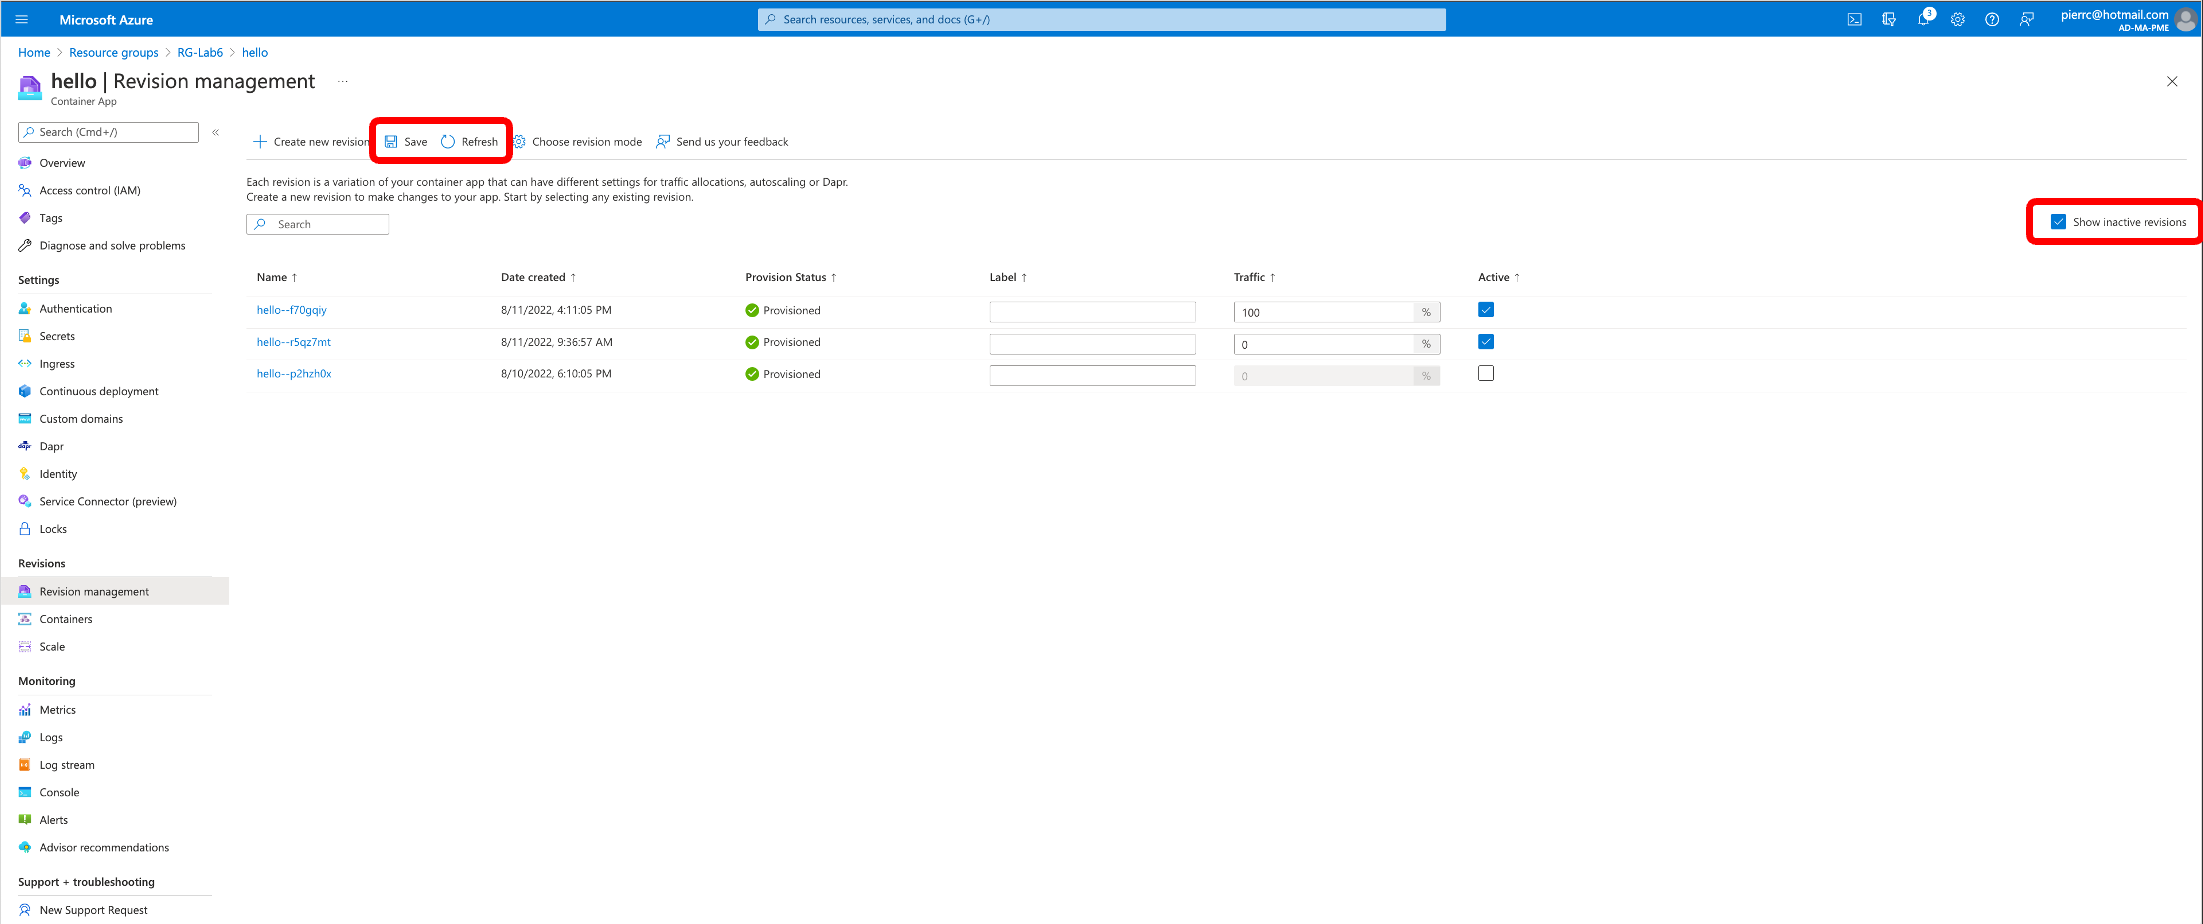 Microsoft Azure
Search resources, services, and docs (G+/)
3
pierrc@hotmail.com
AD-MA-PME
Home > Resource groups > RG-Lab6 > hello
hello | Revision management ...
Container App
Search (Cmd+/)
«
Overview
Access control (IAM)
Tags
Diagnose and solve problems
Settings
Authentication
Secrets
Ingress
Continuous deployment
Custom domains
dapr Dapr
Identity
Service Connector (preview)
Locks
Revisions
Revision management
Containers
Scale
Monitoring
Metrics
Logs
Log stream
Console
Alerts
Advisor recommendations
Support + troubleshooting
New Support Request
Create new revision Save Refresh Choose revision mode Send us your feedback
Each revision is a variation of your container app that can have different settings for traffic allocations, autoscaling or Dapr.
Create a new revision to make changes to your app. Start by selecting any existing revision.
Search
Show inactive revisions
Name ↑ Date created ↑ Provision Status ↑ Label ↑ Traffic ↑ Active ↑
hello--f70gqiy 8/11/2022, 4:11:05 PM Provisioned 100 %
hello--r5qz7mt 8/11/2022, 9:36:57 AM Provisioned 0 %
hello--p2hzh0x 8/10/2022, 6:10:05 PM Provisioned 0 %